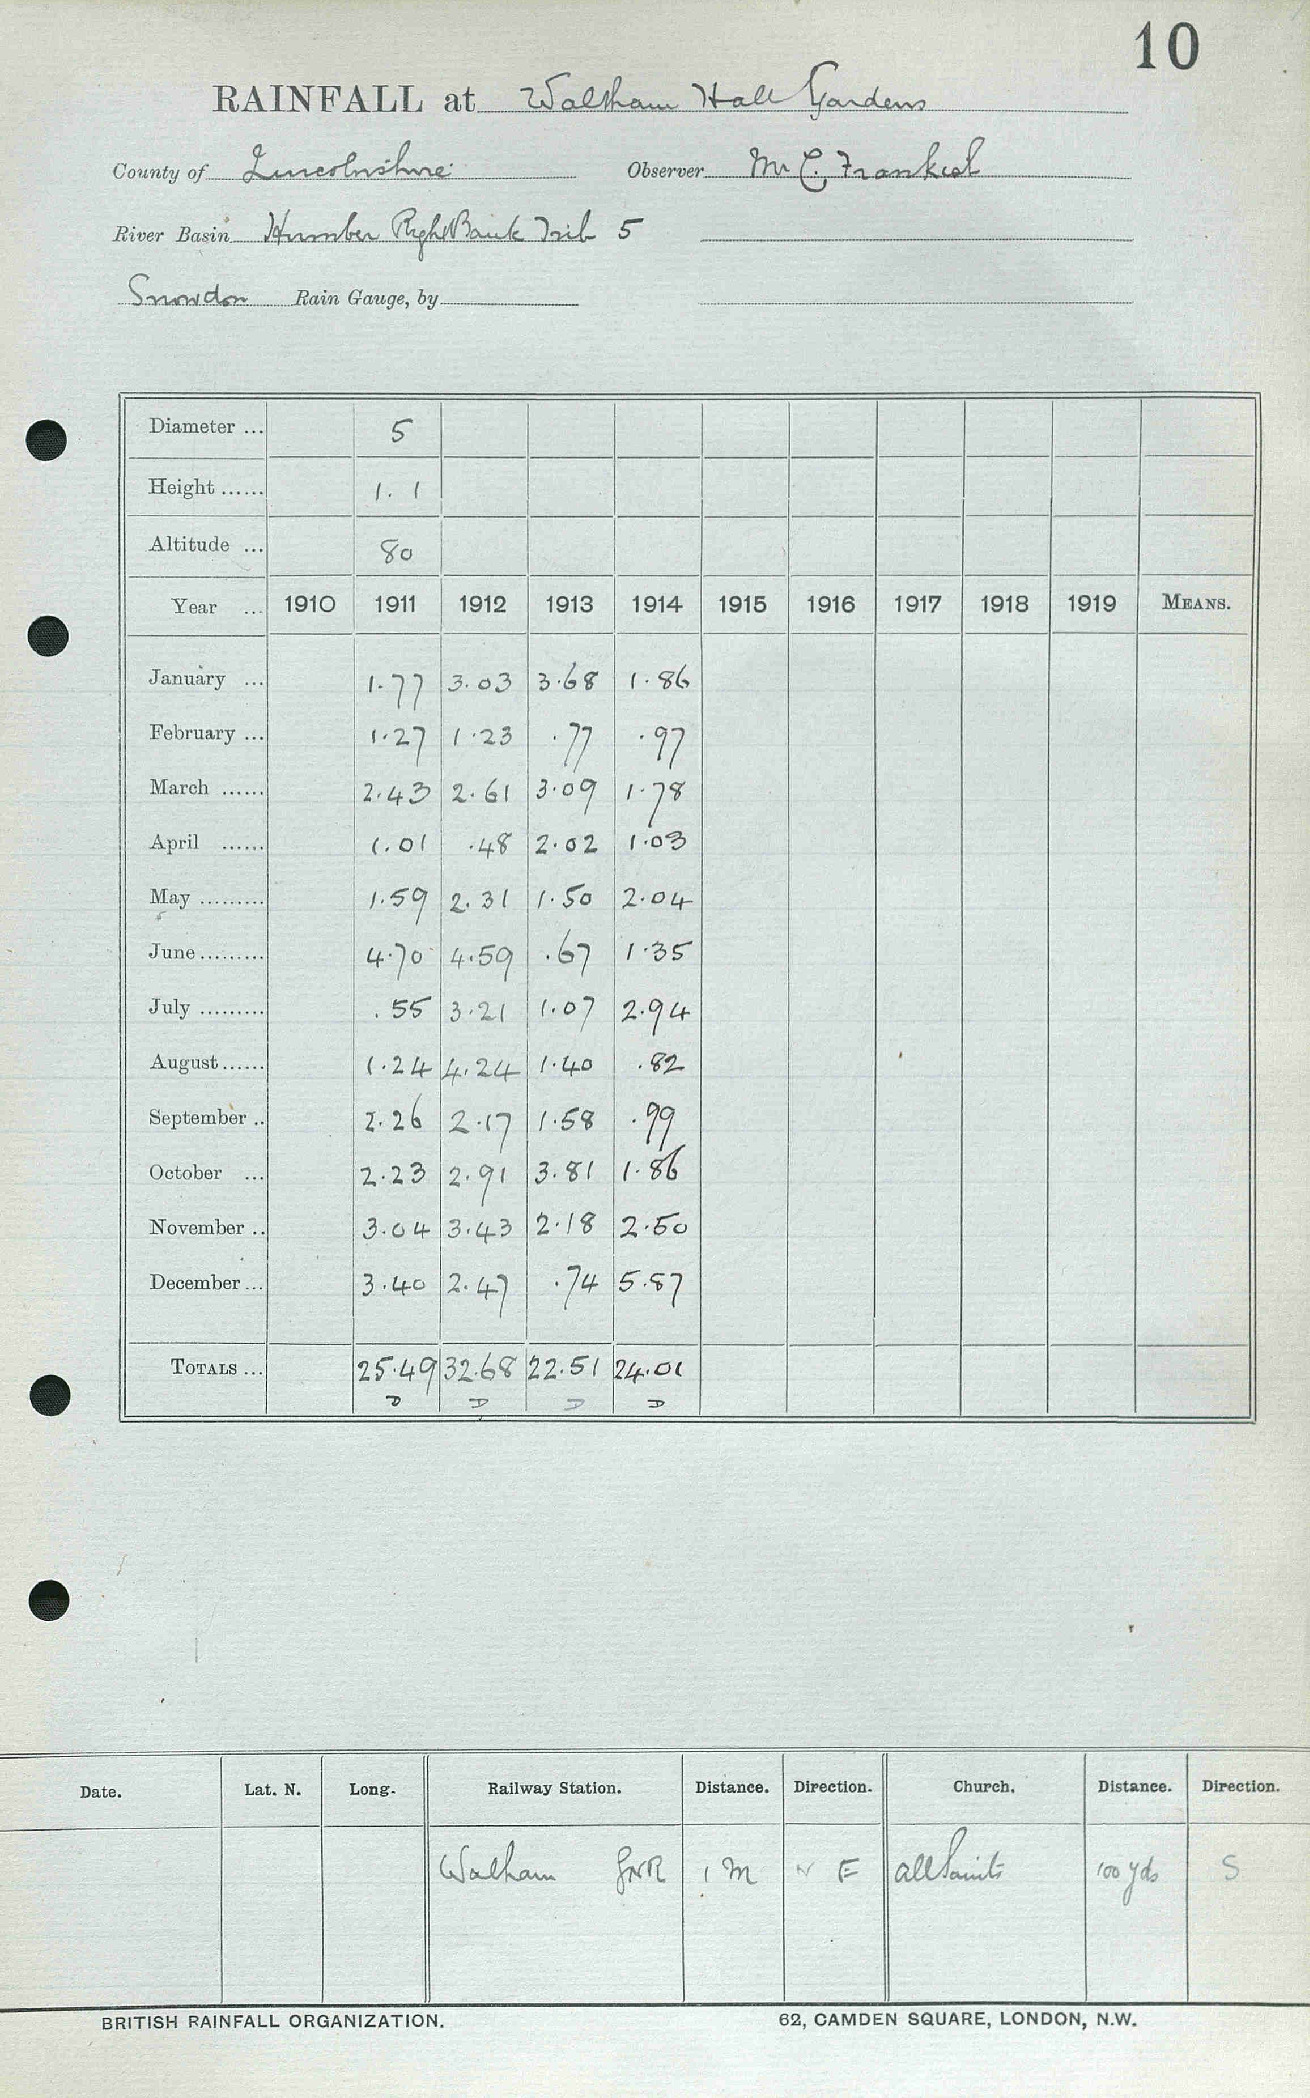 10
RAINFALL at Waltham Hall Gardens
County of Lincolnshire Observer Mr C. Frankish
River Basin Humber Right Bank Trib 5
Snowdon Rain Gauge, by
Diameter ... 5
Height ...... 1. 1
Altitude ... 80
Year ... 1910 1911 1912 1913 1914 1915 1916 1917 1918 1919 MEANS.
January ... 1.77 3.03 3.68 1.86
February ... 1.27 1.23 .77 .97
March ...... 2.43 2.61 3.09 1.78
April ...... 1.01 .48 2.02 1.03
May ......... 1.59 2.31 1.50 2.04
June ......... 4.70 4.59 .67 1.35
July ......... .55 3.21 1.07 2.94
August ...... 1.24 4.24 1.40 .82
September .. 2.26 2.17 1.58 .99
October ... 2.23 2.91 3.81 1.86
November .. 3.04 3.43 2.18 2.50
December ... 3.40 2.47 .74 5.87
TOTALS ... 25.49 32.68 22.51 24.01
D D D D
Date. Lat. N. Long. Railway Station. Distance. Direction. Church. Distance. Direction.
Waltham GNR 1 M N E All Saints 100 yds S
BRITISH RAINFALL ORGANIZATION. 62, CAMDEN SQUARE, LONDON, N.W.